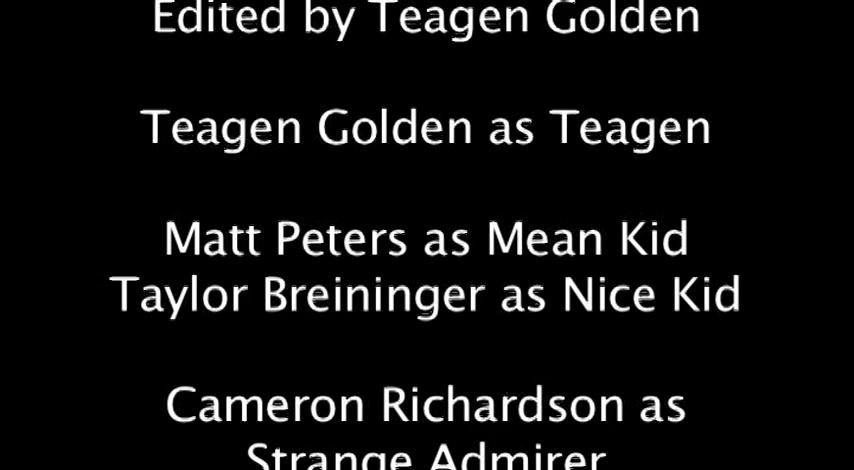 Edited by Teagen Golden
Teagen Golden as Teagen
Matt Peters as Mean Kid
Taylor Breininger as Nice Kid
Cameron Richardson as
Strange Admirer